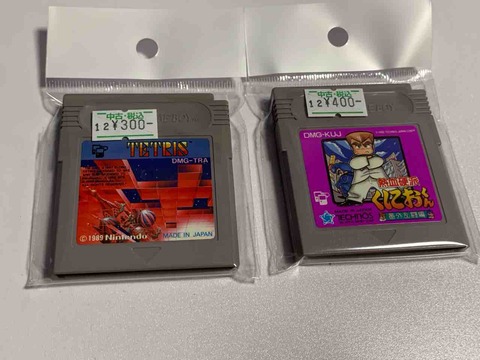 中古・税込
12 ¥300-
TETRIS
DMG-TRA
© 1989 Nintendo
MADE IN JAPAN
中古・税込
12 ¥400-
DMG-KUJ
熱血硬派
くにおくん
番外乱闘編
TECHNOS